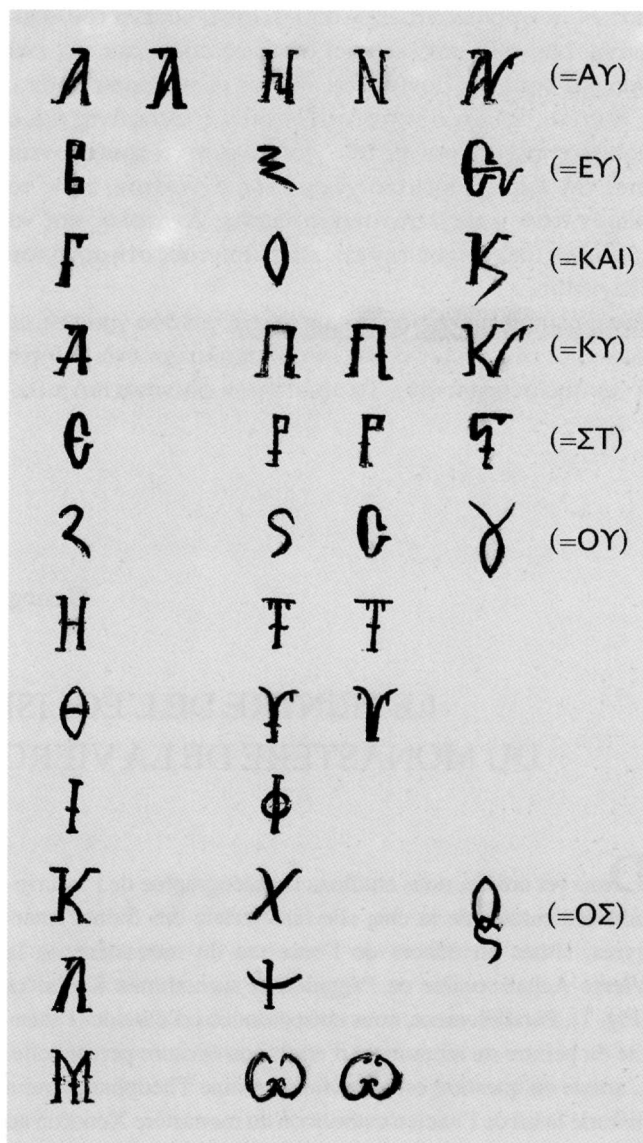 Α Α Ν Ν (=ΑΥ)
Β Ξ (=ΕΥ)
Γ Ο (=ΚΑΙ)
Δ Π Π (=ΚΥ)
Ε Ρ Ρ (=ΣΤ)
Ζ Σ C (=ΟΥ)
Η Τ Τ
Θ Υ Υ
Ι Φ
Κ Χ (=ΟΣ)
Λ Ψ
Μ Ω Ω